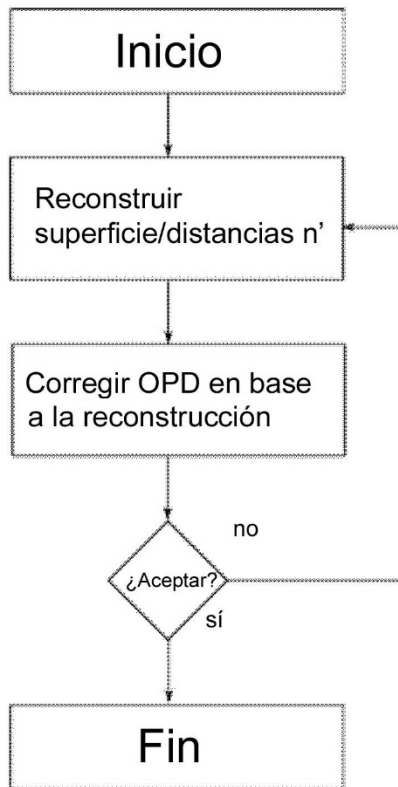 Inicio
Reconstruir
superficie/distancias n’
Corregir OPD en base
a la reconstrucción
no
¿Aceptar?
sí
Fin